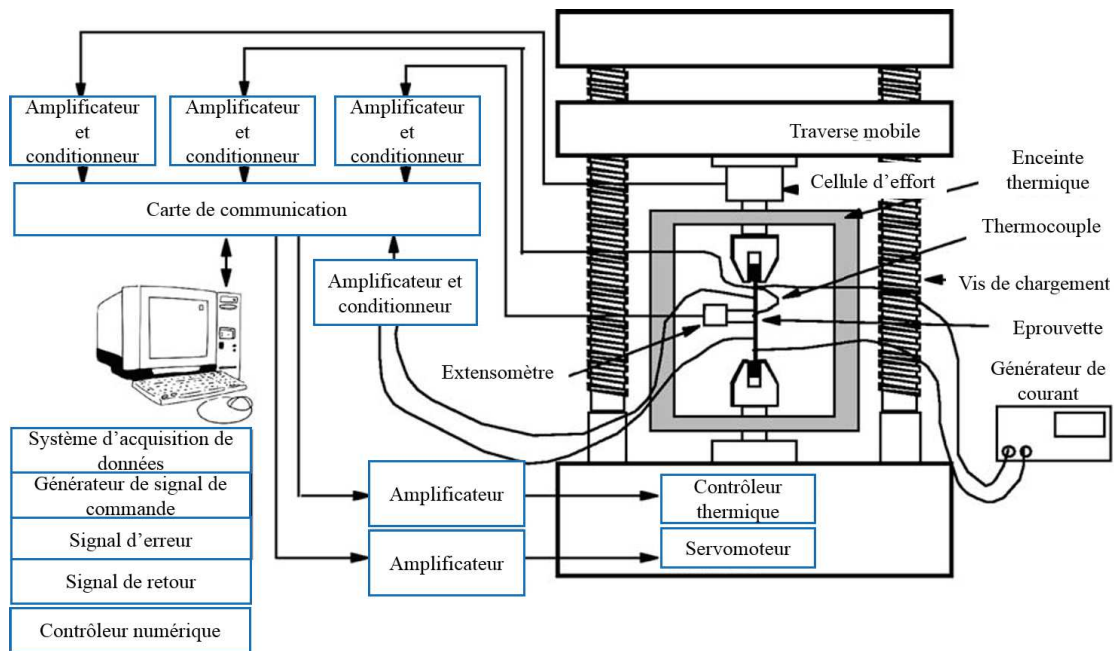 Amplificateur
et
conditionneur
Amplificateur
et
conditionneur
Amplificateur
et
conditionneur
Traverse mobile
Enceinte
thermique
Cellule d’effort
Carte de communication
Thermocouple
Amplificateur et
conditionneur
Vis de chargement
Eprouvette
Extensomètre
Générateur de
courant
Système d’acquisition de
données
Générateur de signal de
commande
Signal d’erreur
Signal de retour
Contrôleur numérique
Amplificateur
Contrôleur
thermique
Amplificateur
Servomoteur